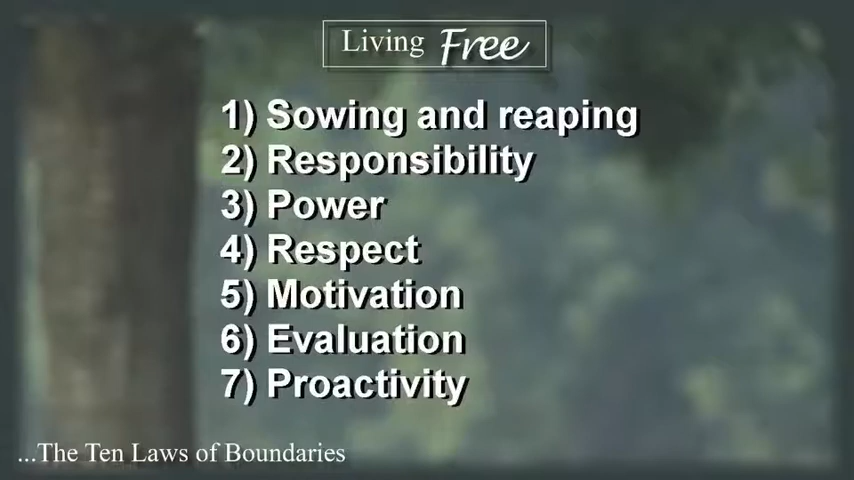 Living Free
1) Sowing and reaping
2) Responsibility
3) Power
4) Respect
5) Motivation
6) Evaluation
7) Proactivity
...The Ten Laws of Boundaries